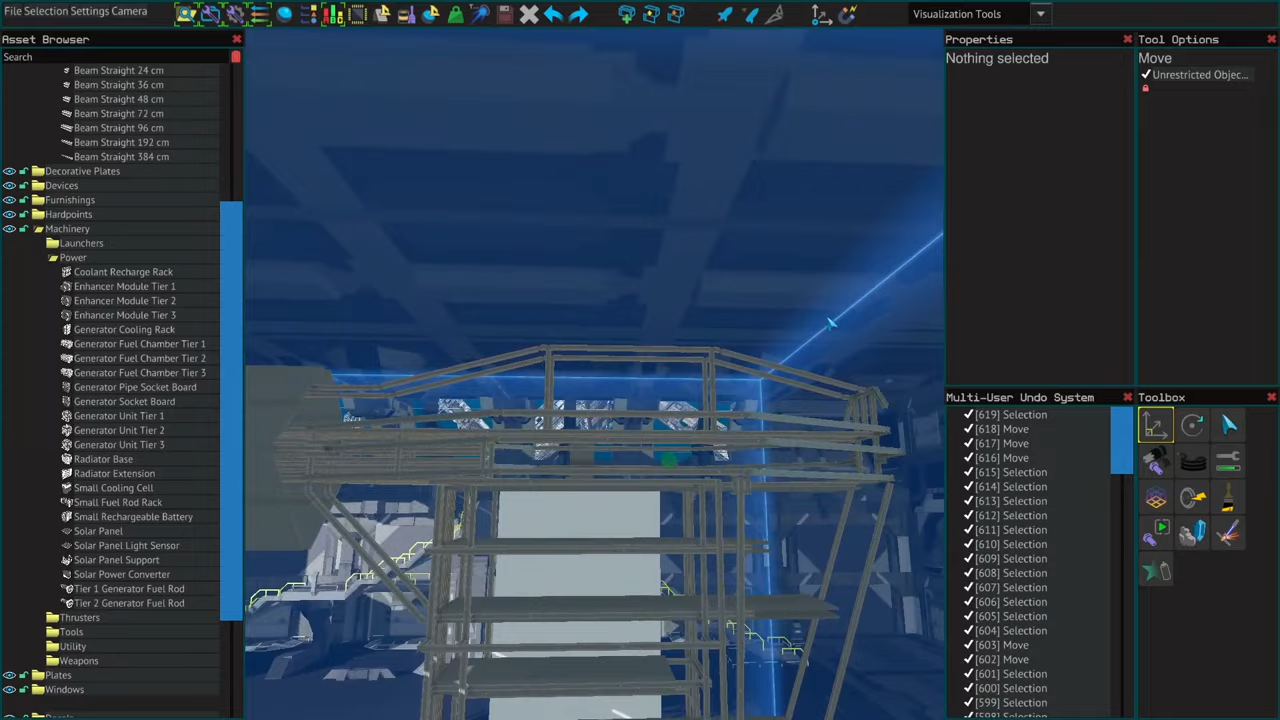 File Selection Settings Camera
Visualization Tools
Asset Browser
Search
Beam Straight 24 cm
Beam Straight 36 cm
Beam Straight 48 cm
Beam Straight 72 cm
Beam Straight 96 cm
Beam Straight 192 cm
Beam Straight 384 cm
Decorative Plates
Devices
Furnishings
Hardpoints
Machinery
Launchers
Power
Coolant Recharge Rack
Enhancer Module Tier 1
Enhancer Module Tier 2
Enhancer Module Tier 3
Generator Cooling Rack
Generator Fuel Chamber Tier 1
Generator Fuel Chamber Tier 2
Generator Fuel Chamber Tier 3
Generator Pipe Socket Board
Generator Socket Board
Generator Unit Tier 1
Generator Unit Tier 2
Generator Unit Tier 3
Radiator Base
Radiator Extension
Small Cooling Cell
Small Fuel Rod Rack
Small Rechargeable Battery
Solar Panel
Solar Panel Light Sensor
Solar Panel Support
Solar Power Converter
Tier 1 Generator Fuel Rod
Tier 2 Generator Fuel Rod
Thrusters
Tools
Utility
Weapons
Plates
Windows
Properties
Nothing selected
Tool Options
Move
Unrestricted Objec...
Multi-User Undo System
[619] Selection
[618] Move
[617] Move
[616] Move
[615] Selection
[614] Selection
[613] Selection
[612] Selection
[611] Selection
[610] Selection
[609] Selection
[608] Selection
[607] Selection
[606] Selection
[605] Selection
[604] Selection
[603] Move
[602] Move
[601] Selection
[600] Selection
[599] Selection
Toolbox